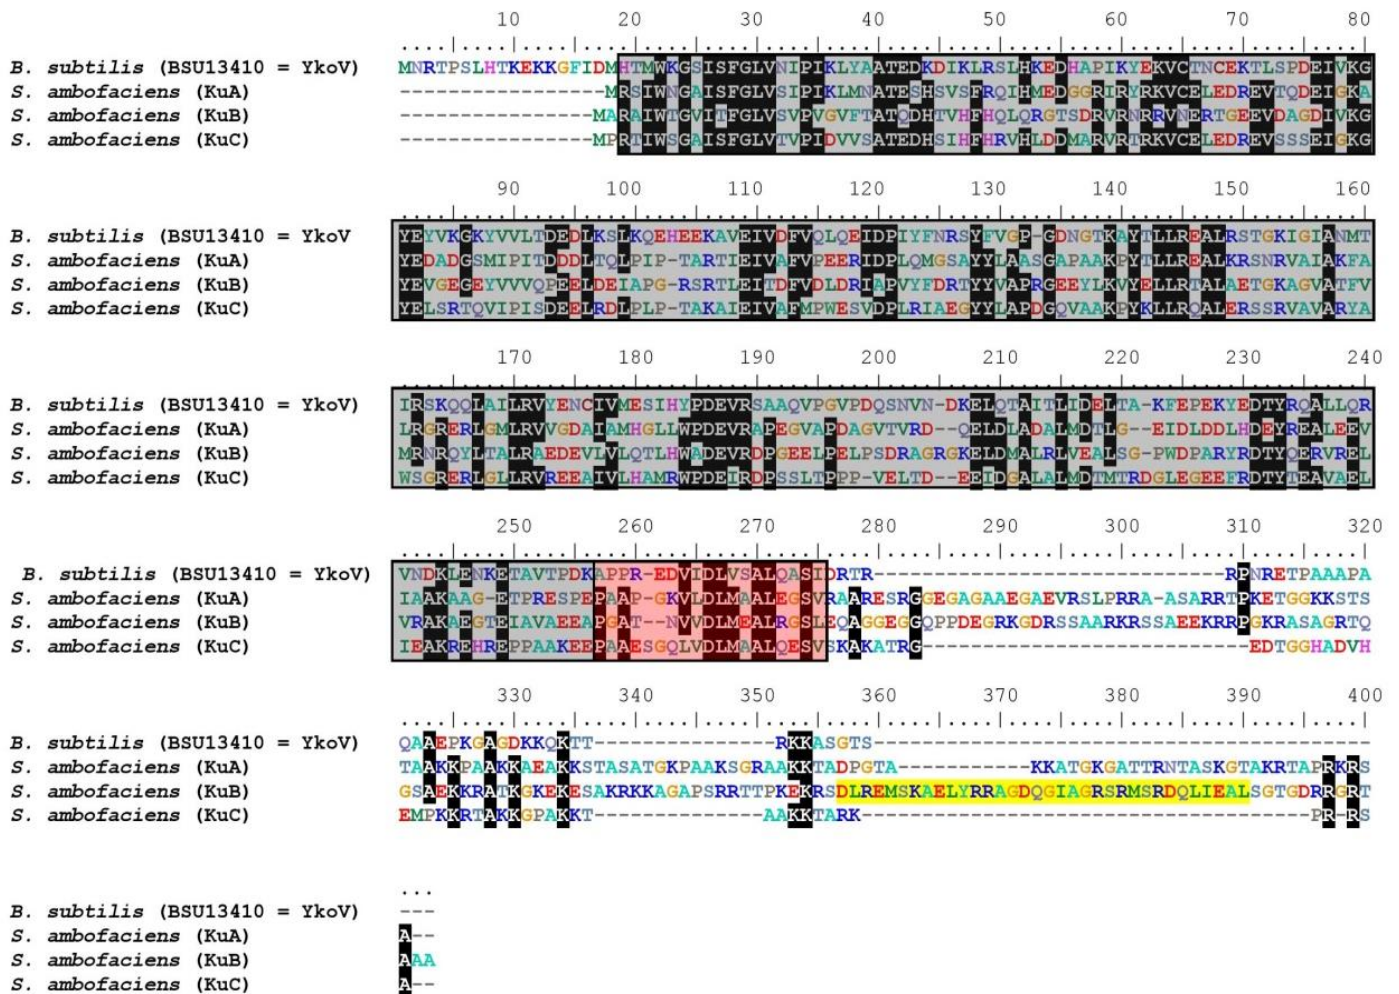 10 20 30 40 50 60 70 80
B. subtilis (BSU13410 = YkoV) MNRTPSLHTKEKKGFIDMHTMWKGSISFGLVNIPIKLYAATEDKDIKLRSLHKEDHAPIKYEKVCTNCEKTLSPDEIVKG
S. ambofaciens (KuA) -----------------MRSIWNGAISFGLVSIPIKLMNATESHSVSFRQIHMEDGGRIRYRKVCELEDREVTQDEIGKA
S. ambofaciens (KuB) ----------------MARAIWTGVITFGLVSVPVGVFTATQDHTVHFHQLQRGTSDRVRNRRVNERTGEEVDAGDIVKG
S. ambofaciens (KuC) ----------------MPRTIWSGAISFGLVTVPIDVVSATEDHSIHFHRVHLDDMARVRTRKVCELEDREVSSSEIGKG
90 100 110 120 130 140 150 160
B. subtilis (BSU13410 = YkoV YEYVKGKYVVLTDEDLKSLKQEHEEKAVEIVDFVQLQEIDPIYFNRSYFVGP-GDNGTKAYTLLREALRSTGKIGIANMT
S. ambofaciens (KuA) YEDADGSMIPITDDDLTQLPIP-TARTIEIVAFVPEERIDPLQMGSAYYLAASGAPAAKPYTLLREALKRSNRVAIAKFA
S. ambofaciens (KuB) YEVGEGEYVVVQPEELDEIAPG-RSRTLEITDFVDLDRIAPVYFDRTYYVAPRGEEYLKVYELLRTALAETGKAGVATFV
S. ambofaciens (KuC) YELSRTQVIPISDEELRDLPLP-TAKAIEIVAFMPWESVDPLRIAEGYYLAPDGQVAAKPYKLLRQALERSSRVAVARYA
170 180 190 200 210 220 230 240
B. subtilis (BSU13410 = YkoV) IRSKQQLAILRVYENCIVMESIHYPDEVRSAAQVPGVPDQSNVN-DKELQTAITLIDELTA-KFEPEKYEDTYRQALLQR
S. ambofaciens (KuA) LRGRERLGMLRVVGDAIAMHGLLWPDEVRAPEGVAPDAGVTVRD--QELDLADALMDTLG--EIDLDDLHDEYREALEEV
S. ambofaciens (KuB) MRNRQYLTALRAEDEVLVLQTLHWADEVRDPGEELPELPSDRAGRGKELDMALRLVEALSG-PWDPARYRDTYQERVREL
S. ambofaciens (KuC) WSGRERLGLLRVREEAIVLHAMRWPDEIRDPSSLTPPP-VELTD--EEIDGALALMDTMTRDGLEGEEFRDTYTEAVAEL
250 260 270 280 290 300 310 320
B. subtilis (BSU13410 = YkoV) VNDKLENKETAVTPDKAPPR-EDVIDLVSALQASIDRTR-----------------------------RPNRETPAAAPA
S. ambofaciens (KuA) IAAKAAG-ETPRESPEPAAP-GKVLDLMAALEGSVRAARESRGGEGAGAAEGAEVRSLPRRA-ASARRTPKETGGKKSTS
S. ambofaciens (KuB) VRAKAEGTEIAVAEEAPGAT--NVVDLMEALRGSLEQAGGEGGQPPDEGRKGDRSSAARKRSSAEEKRRPGKRASAGRTQ
S. ambofaciens (KuC) IEAKREHREPPAAKEEPAAESGQLVDLMAALQESVSKAKATRG---------------------------EDTGGHADVH
330 340 350 360 370 380 390 400
B. subtilis (BSU13410 = YkoV) QAAEPKGAGDKKQKTT---------------RKKASGTS-----------------------------------------
S. ambofaciens (KuA) TAAKKPAAKKAEAKKSTASATGKPAAKSGRAAKKTADPGTA-----------KKATGKGATTRNTASKGTAKRTAPRKRS
S. ambofaciens (KuB) GSAEKKRATKGKEKESAKRKKAGAPSRRTTPKEKRSDLREMSKAELYRRAGDQGIAGRSRMSRDQLIEALSGTGDRRGRT
S. ambofaciens (KuC) EMPKKRTAKKGPAKKT--------------AAKKTARK-------------------------------------PR-RS
...
B. subtilis (BSU13410 = YkoV) ---
S. ambofaciens (KuA) A--
S. ambofaciens (KuB) AAA
S. ambofaciens (KuC) A--